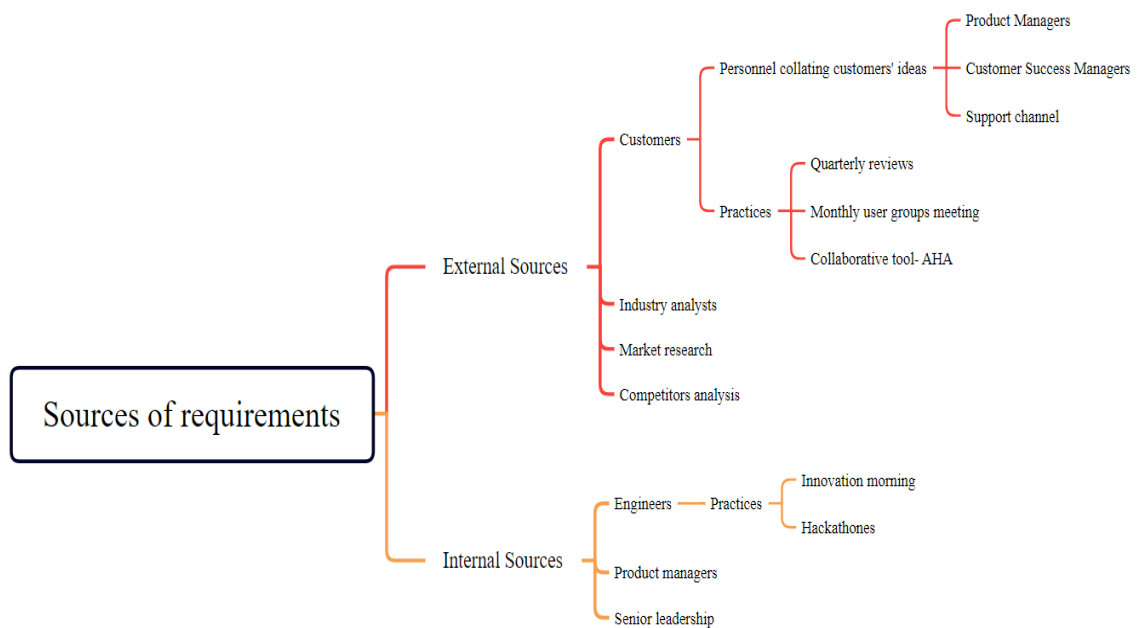 Sources of requirements
External Sources
Customers
Personnel collating customers' ideas
Product Managers
Customer Success Managers
Support channel
Practices
Quarterly reviews
Monthly user groups meeting
Collaborative tool- AHA
Industry analysts
Market research
Competitors analysis
Internal Sources
Engineers
Practices
Innovation morning
Hackathones
Product managers
Senior leadership